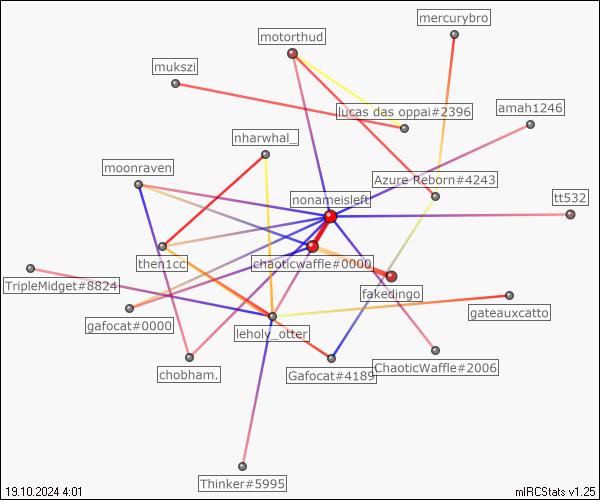 mercurybro
motorthud
mukszi
lucas das oppai#2396
amah1246
nharwhal_
moonraven
Azure Reborn#4243
nonameisleft
tt532
then1cc
chaoticwaffle#0000
TripleMidget#8824
fakedingo
gafocat#0000
gateauxcatto
leholy_otter
chobham.
Gafocat#4189
ChaoticWaffle#2006
Thinker#5995
19.10.2024 4:01
mIRCStats v1.25